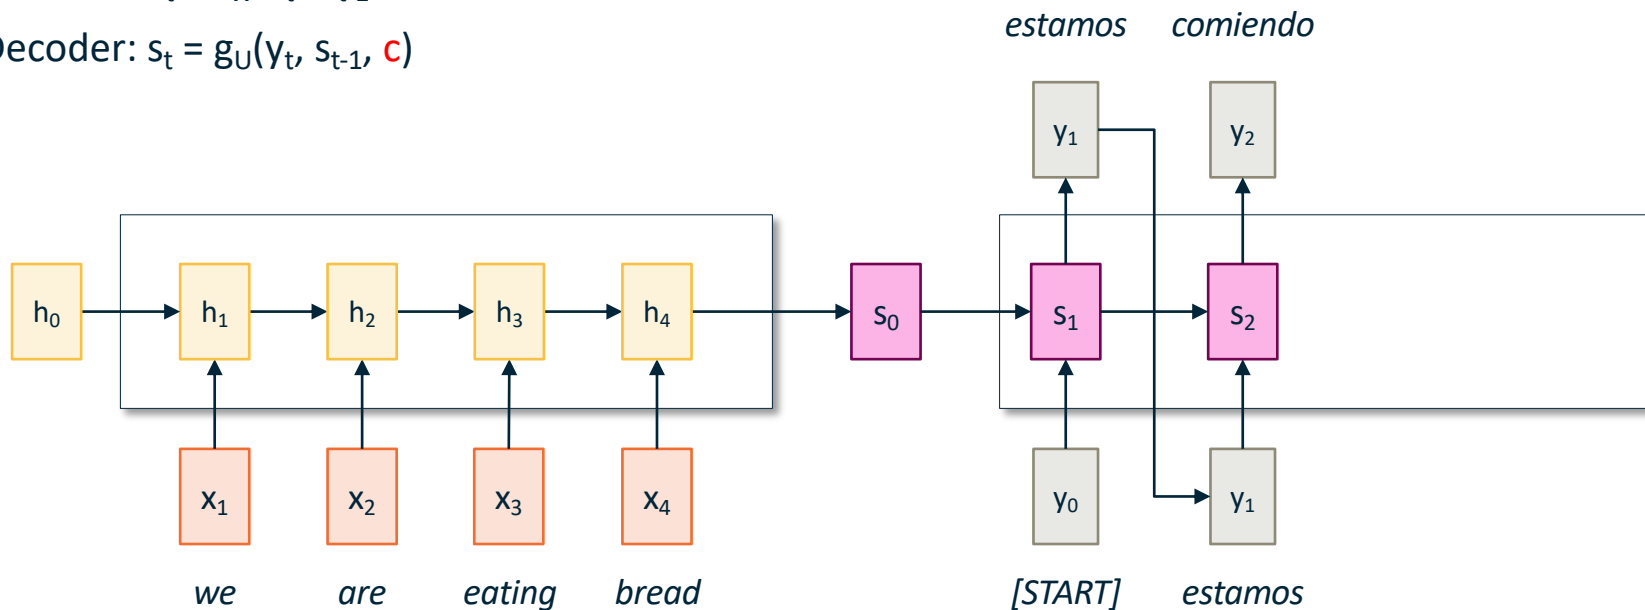 Decoder: sₜ = g_U(yₜ, sₜ₋₁, c)
estamos comiendo
y₁ y₂
h₀ h₁ h₂ h₃ h₄ s₀ s₁ s₂
x₁ x₂ x₃ x₄ y₀ y₁
we are eating bread [START] estamos